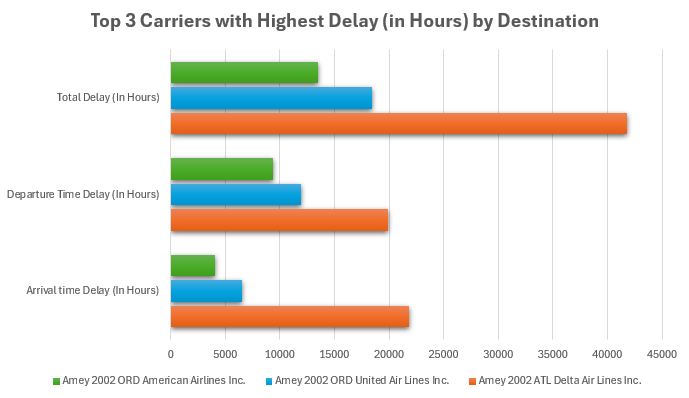 Top 3 Carriers with Highest Delay (in Hours) by Destination
Total Delay (In Hours)
Departure Time Delay (In Hours)
Arrival time Delay (In Hours)
0 5000 10000 15000 20000 25000 30000 35000 40000 45000
Amey 2002 ORD American Airlines Inc. Amey 2002 ORD United Air Lines Inc. Amey 2002 ATL Delta Air Lines Inc.